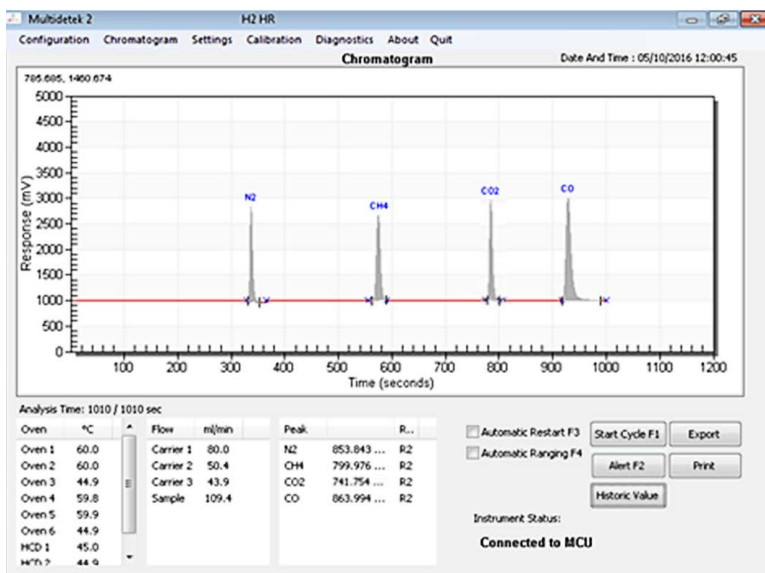 Multidetek 2 H2 HR
Configuration Chromatogram Settings Calibration Diagnostics About Quit
Chromatogram Date And Time : 05/10/2016 12:00:45
785.685, 1460.674
5000
4500
4000
3500
3000
2500
2000
1500
1000
500
0
Response (mV)
N2 CH4 CO2 CO
100 200 300 400 500 600 700 800 900 1000 1100 1200
Time (seconds)
Analysis Time: 1010 / 1010 sec
Oven °C
Oven 1 60.0
Oven 2 60.0
Oven 3 44.9
Oven 4 59.8
Oven 5 59.9
Oven 6 44.9
HCD 1 45.0
HCD 2 44.9
Flow ml/min
Carrier 1 80.0
Carrier 2 50.4
Carrier 3 43.9
Sample 109.4
Peak R...
N2 853.843 ... R2
CH4 799.976 ... R2
CO2 741.754 ... R2
CO 863.994 ... R2
Automatic Restart F3
Automatic Ranging F4
Start Cycle F1 Export
Alert F2 Print
Historic Value
Instrument Status:
Connected to MCU